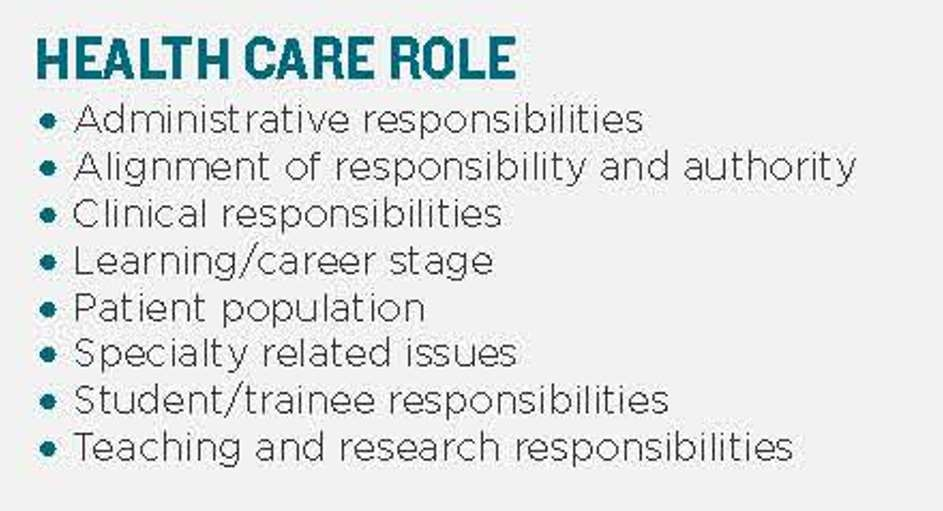 HEALTH CARE ROLE
• Administrative responsibilities
• Alignment of responsibility and authority
• Clinical responsibilities
• Learning/career stage
• Patient population
• Specialty related issues
• Student/trainee responsibilities
• Teaching and research responsibilities